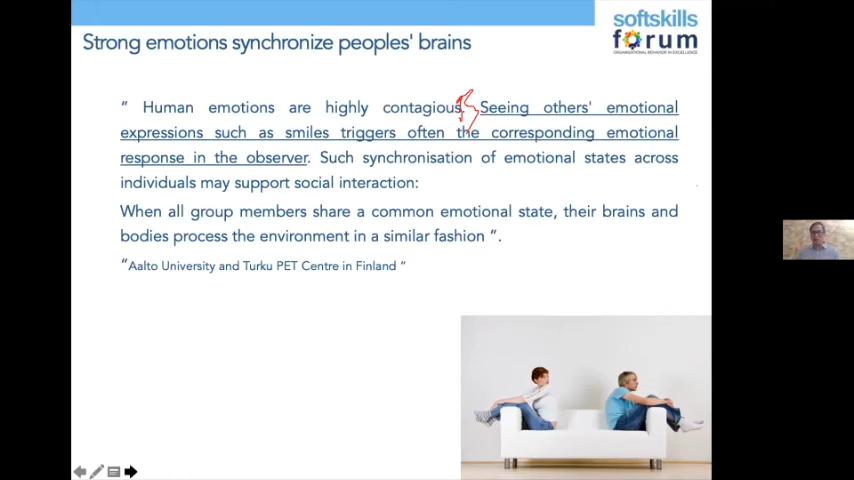 softskills
forum
ORGANIZATIONAL BEHAVIOR IN EXCELLENCE
Strong emotions synchronize peoples' brains
“ Human emotions are highly contagious. Seeing others' emotional
expressions such as smiles triggers often the corresponding emotional
response in the observer. Such synchronisation of emotional states across
individuals may support social interaction:
When all group members share a common emotional state, their brains and
bodies process the environment in a similar fashion ”.
“Aalto University and Turku PET Centre in Finland “